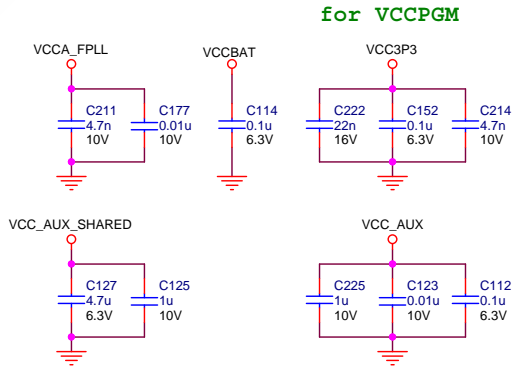 for VCCPGM
VCCA_FPLL
VCCBAT
VCC3P3
C211
4.7n
10V
C177
0.01u
10V
C114
0.1u
6.3V
C222
22n
16V
C152
0.1u
6.3V
C214
4.7n
10V
VCC_AUX_SHARED
VCC_AUX
C127
4.7u
6.3V
C125
1u
10V
C225
1u
10V
C123
0.01u
10V
C112
0.1u
6.3V